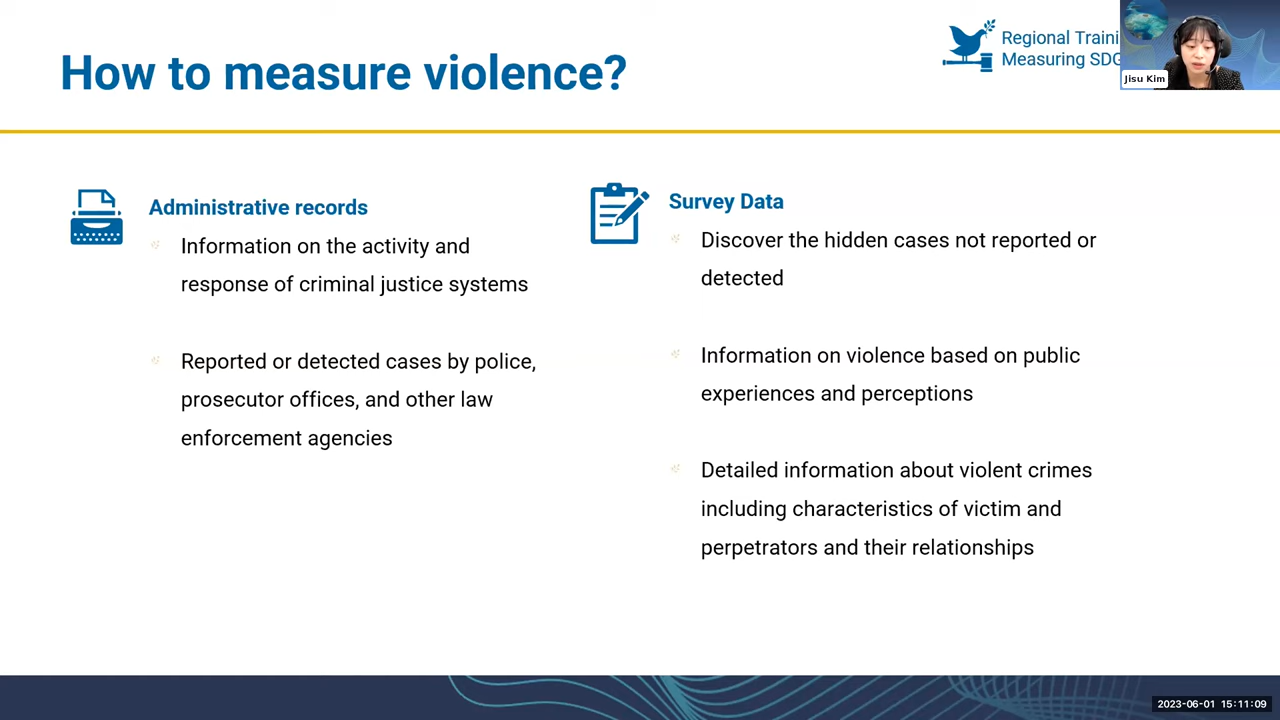 How to measure violence?
Regional Traini
Measuring SDG
Jisu Kim
Administrative records
Information on the activity and
response of criminal justice systems
Reported or detected cases by police,
prosecutor offices, and other law
enforcement agencies
Survey Data
Discover the hidden cases not reported or
detected
Information on violence based on public
experiences and perceptions
Detailed information about violent crimes
including characteristics of victim and
perpetrators and their relationships
2023-06-01 15:11:09